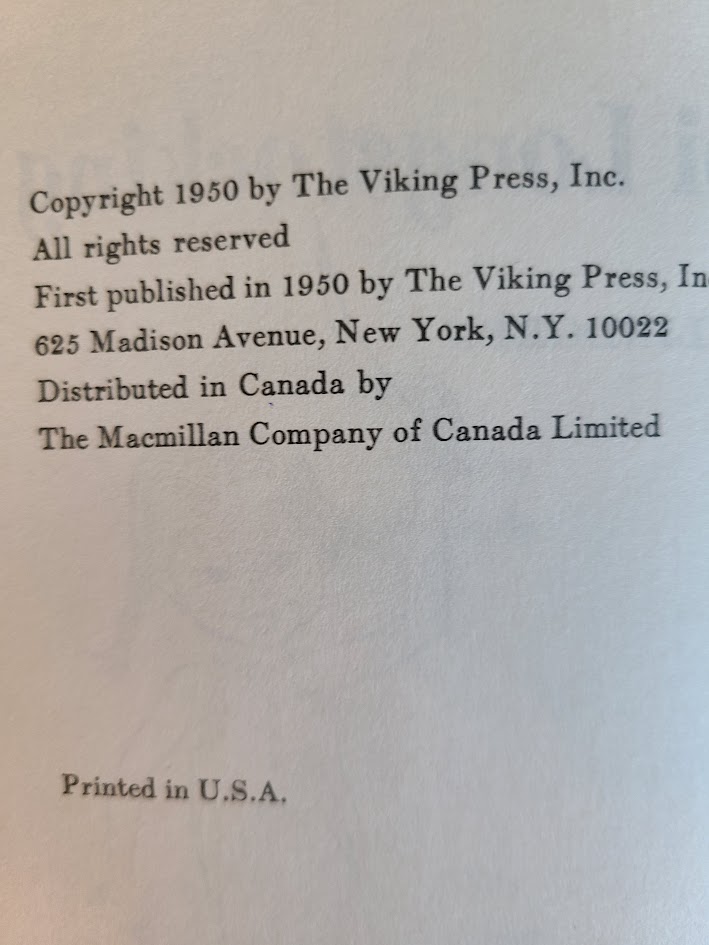 Copyright 1950 by The Viking Press, Inc.
All rights reserved
First published in 1950 by The Viking Press, In
625 Madison Avenue, New York, N.Y. 10022
Distributed in Canada by
The Macmillan Company of Canada Limited
Printed in U.S.A.